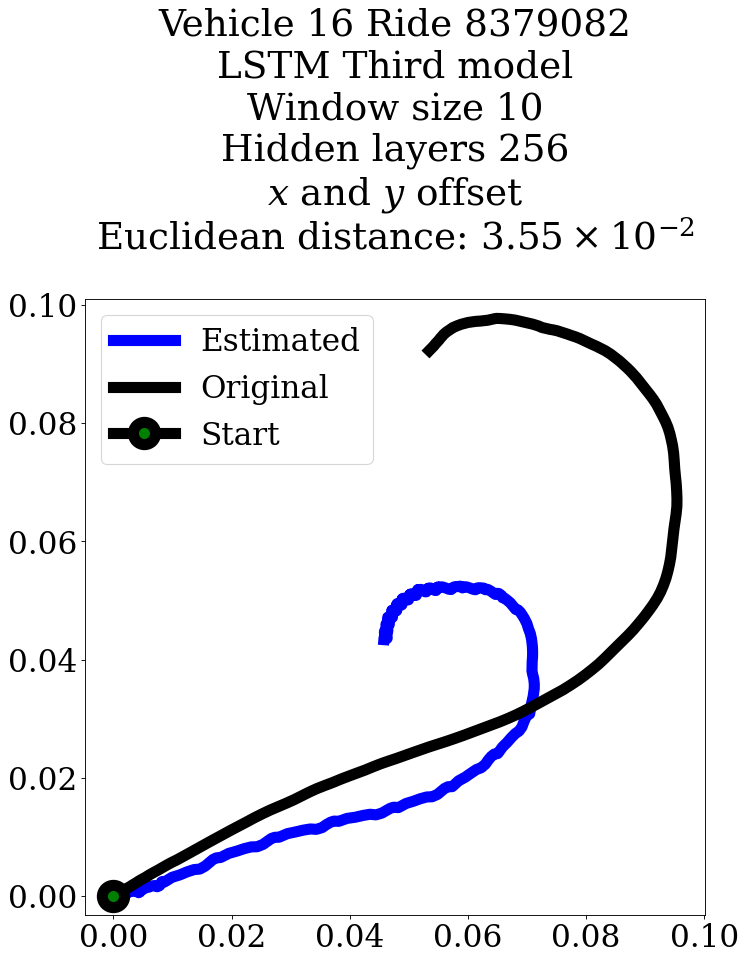 Vehicle 16 Ride 8379082
LSTM Third model
Window size 10
Hidden layers 256
x and y offset
Euclidean distance: 3.55 × 10⁻²
Estimated
Original
Start
0.10
0.08
0.06
0.04
0.02
0.00
0.00 0.02 0.04 0.06 0.08 0.10